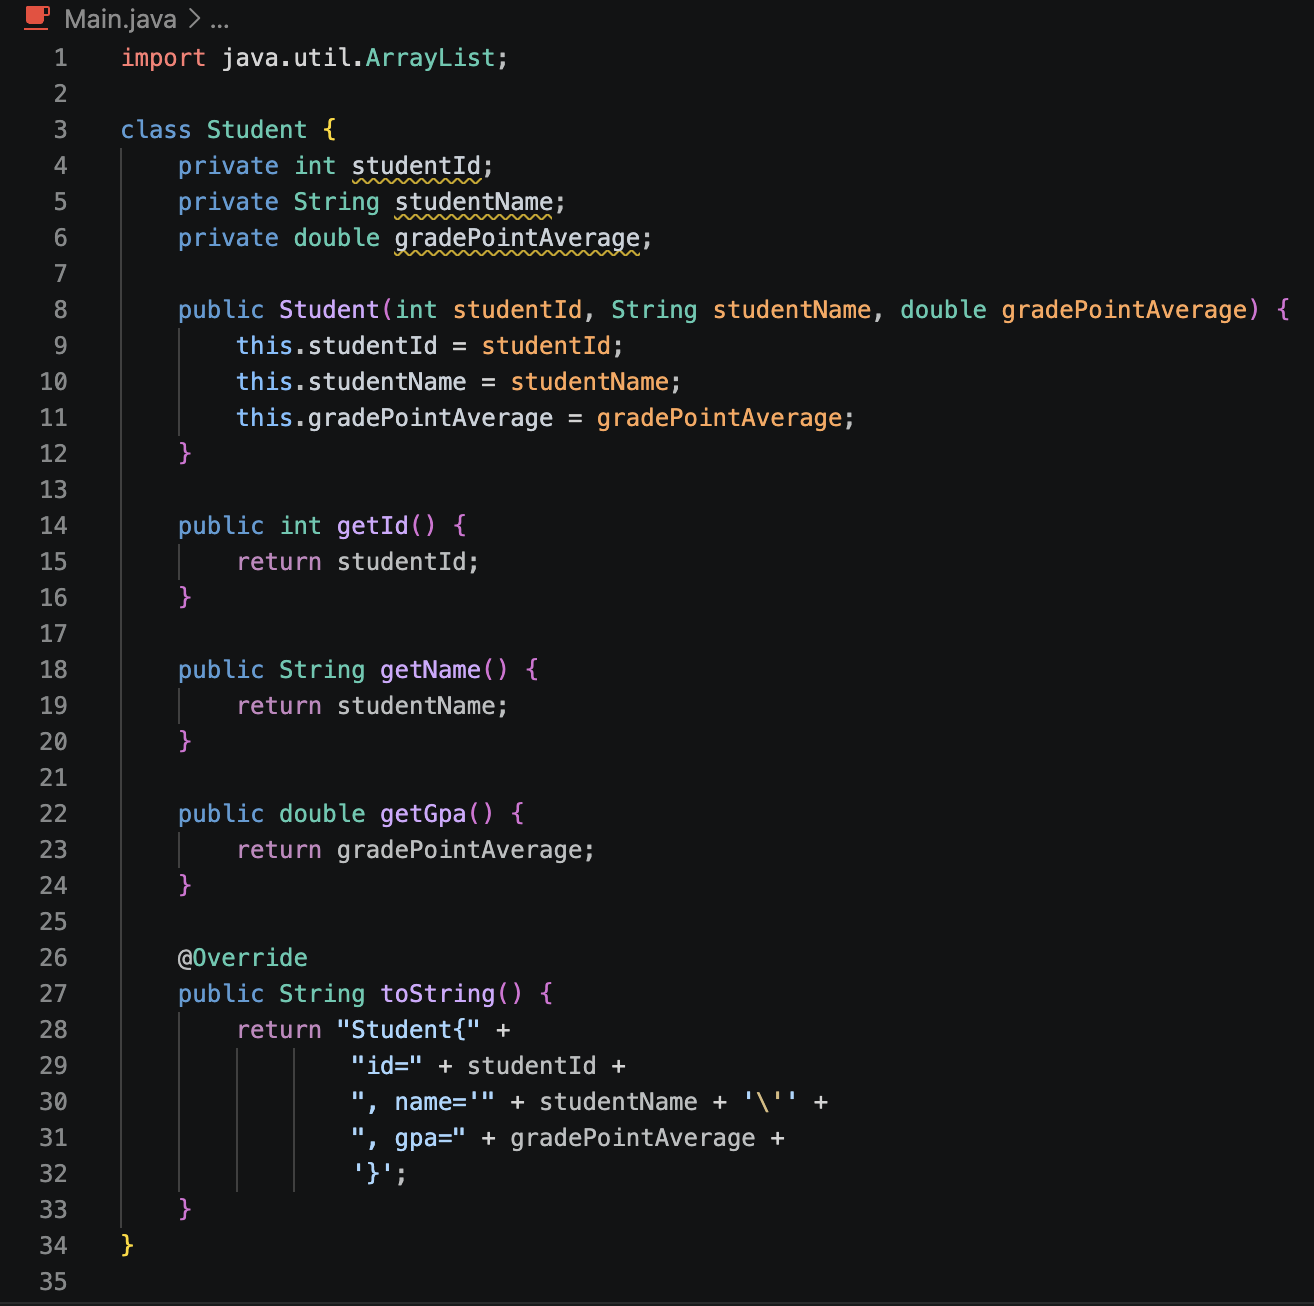 Main.java > ...
1 import java.util.ArrayList;
2
3 class Student {
4     private int studentId;
5     private String studentName;
6     private double gradePointAverage;
7
8     public Student(int studentId, String studentName, double gradePointAverage) {
9         this.studentId = studentId;
10         this.studentName = studentName;
11         this.gradePointAverage = gradePointAverage;
12     }
13
14     public int getId() {
15         return studentId;
16     }
17
18     public String getName() {
19         return studentName;
20     }
21
22     public double getGpa() {
23         return gradePointAverage;
24     }
25
26     @Override
27     public String toString() {
28         return "Student{" +
29                 "id=" + studentId +
30                 ", name='" + studentName + '\'' +
31                 ", gpa=" + gradePointAverage +
32                 '}';
33     }
34 }
35